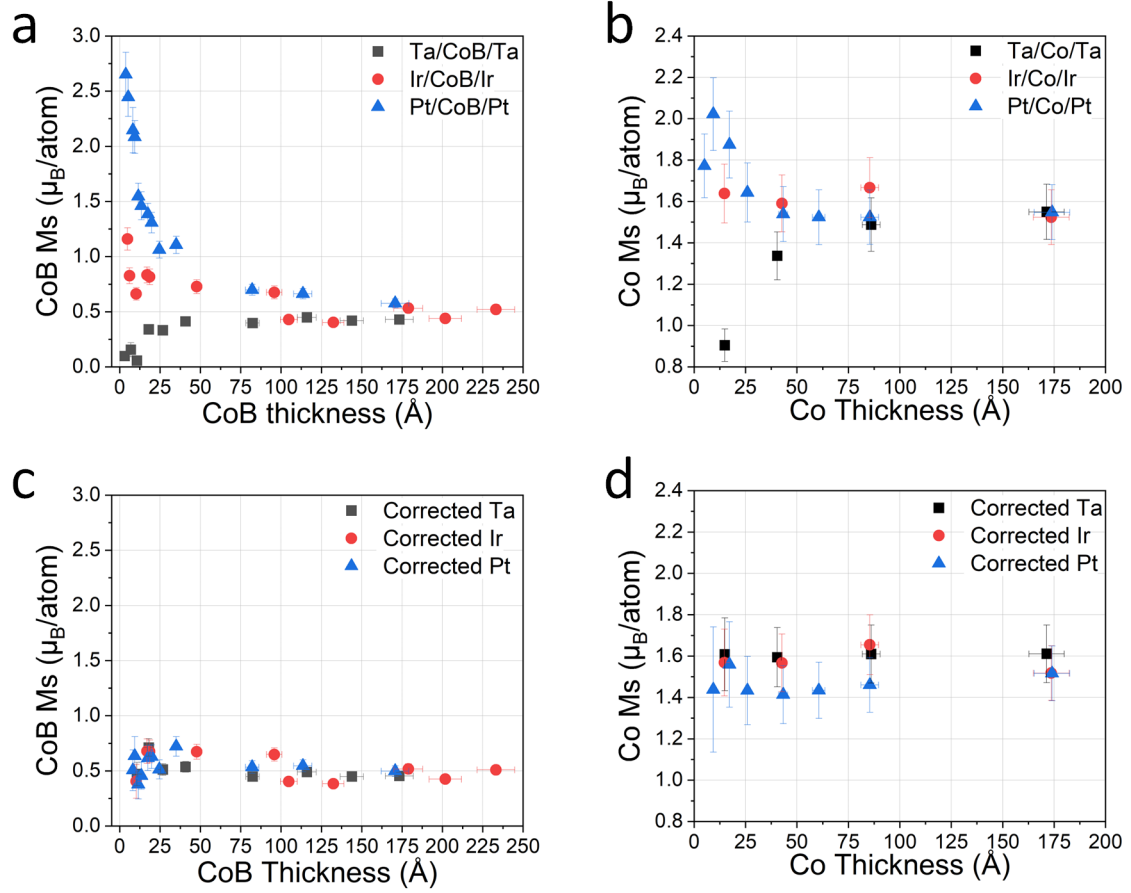 a
3.0
2.5
2.0
1.5
1.0
0.5
0.0
CoB Ms (μB/atom)
Ta/CoB/Ta
Ir/CoB/Ir
Pt/CoB/Pt
0 25 50 75 100 125 150 175 200 225 250
CoB thickness (Å)
b
2.4
2.2
2.0
1.8
1.6
1.4
1.2
1.0
0.8
Co Ms (μB/atom)
Ta/Co/Ta
Ir/Co/Ir
Pt/Co/Pt
0 25 50 75 100 125 150 175 200
Co Thickness (Å)
c
3.0
2.5
2.0
1.5
1.0
0.5
0.0
CoB Ms (μB/atom)
Corrected Ta
Corrected Ir
Corrected Pt
0 25 50 75 100 125 150 175 200 225 250
CoB Thickness (Å)
d
2.4
2.2
2.0
1.8
1.6
1.4
1.2
1.0
0.8
Co Ms (μB/atom)
Corrected Ta
Corrected Ir
Corrected Pt
0 25 50 75 100 125 150 175 200
Co Thickness (Å)